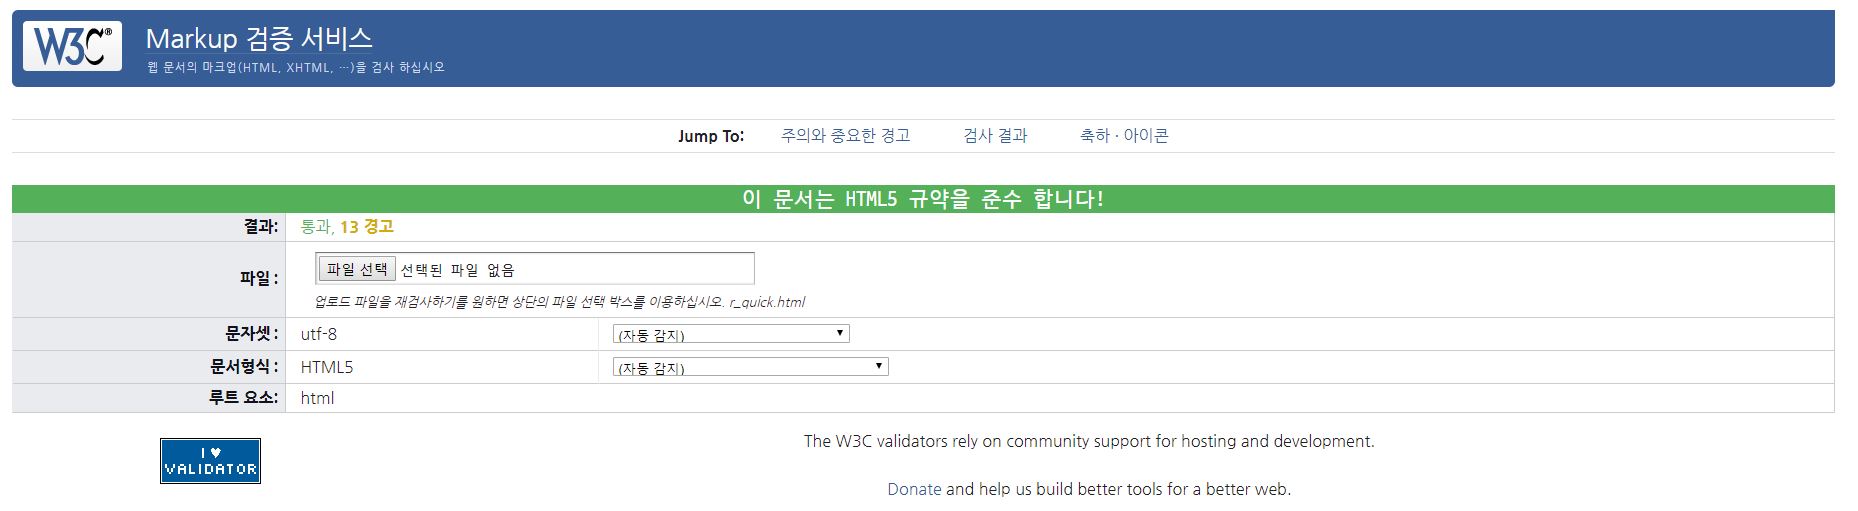 W3C®
Markup 검증 서비스
웹 문서의 마크업(HTML, XHTML, …)을 검사 하십시오
Jump To: 주의와 중요한 경고 검사 결과 축하 · 아이콘
이 문서는 HTML5 규약을 준수 합니다!
결과: 통과, 13 경고
파일 : 파일 선택 선택된 파일 없음
업로드 파일을 재검사하기를 원하면 상단의 파일 선택 박스를 이용하십시오. r_quick.html
문자셋 : utf-8 (자동 감지)
문서형식 : HTML5 (자동 감지)
루트 요소: html
I ♥
VALIDATOR
The W3C validators rely on community support for hosting and development.
Donate and help us build better tools for a better web.